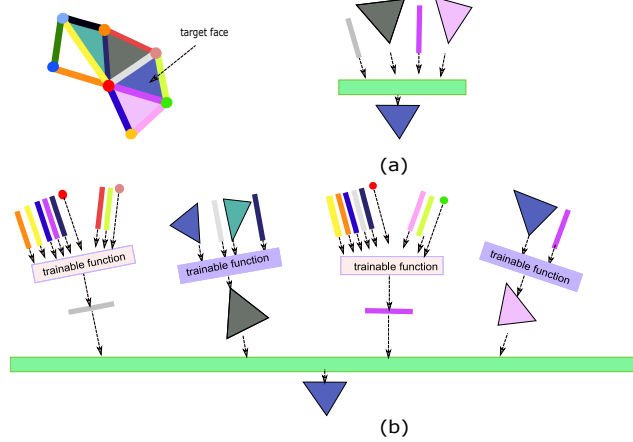 target face
(a)
trainable function
trainable function
trainable function
trainable function
(b)